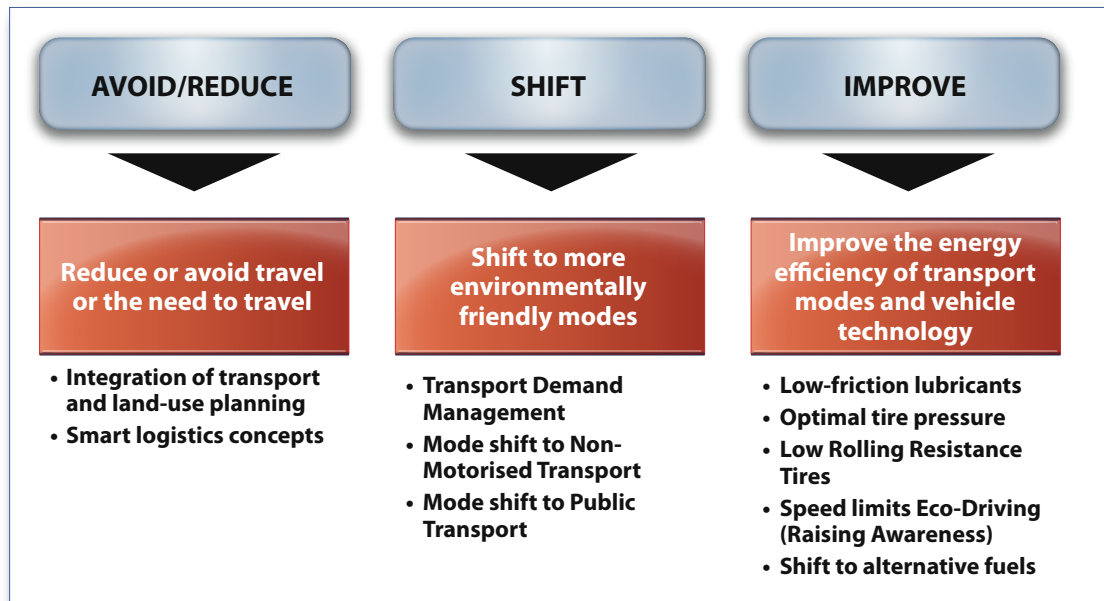 AVOID/REDUCE
Reduce or avoid travel
or the need to travel
• Integration of transport
and land-use planning
• Smart logistics concepts
SHIFT
Shift to more
environmentally
friendly modes
• Transport Demand
Management
• Mode shift to Non-
Motorised Transport
• Mode shift to Public
Transport
IMPROVE
Improve the energy
efficiency of transport
modes and vehicle
technology
• Low-friction lubricants
• Optimal tire pressure
• Low Rolling Resistance
Tires
• Speed limits Eco-Driving
(Raising Awareness)
• Shift to alternative fuels